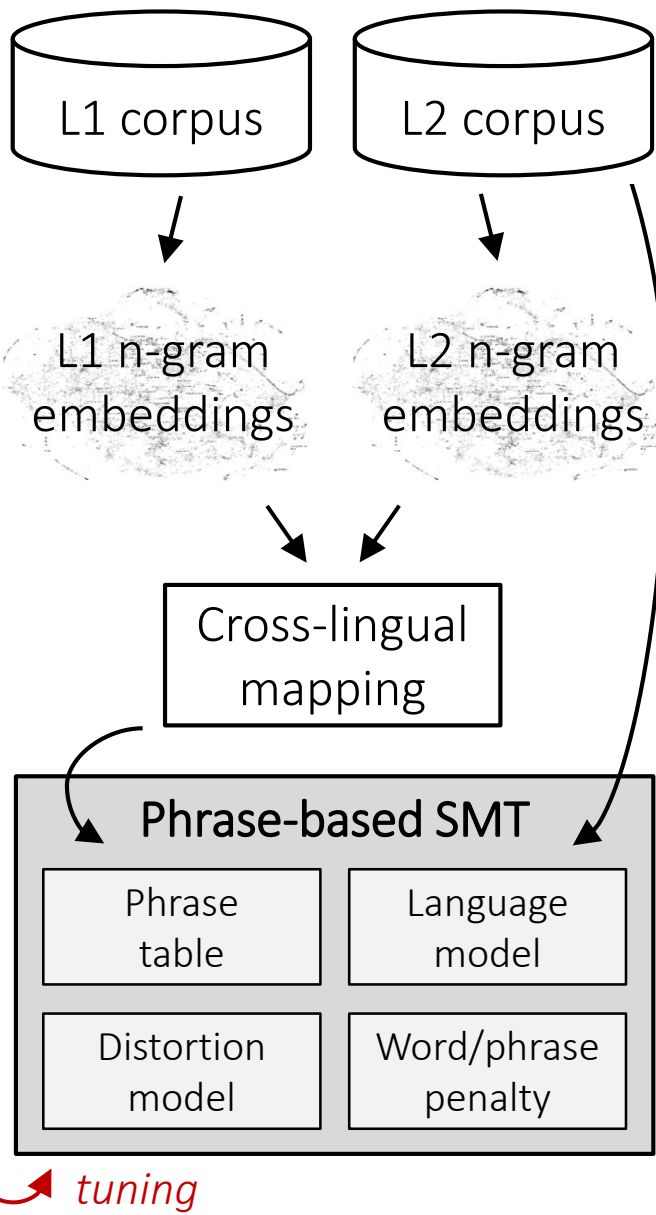 L1 corpus
L2 corpus
L1 n-gram
embeddings
L2 n-gram
embeddings
Cross-lingual
mapping
Phrase-based SMT
Phrase
table
Language
model
Distortion
model
Word/phrase
penalty
tuning